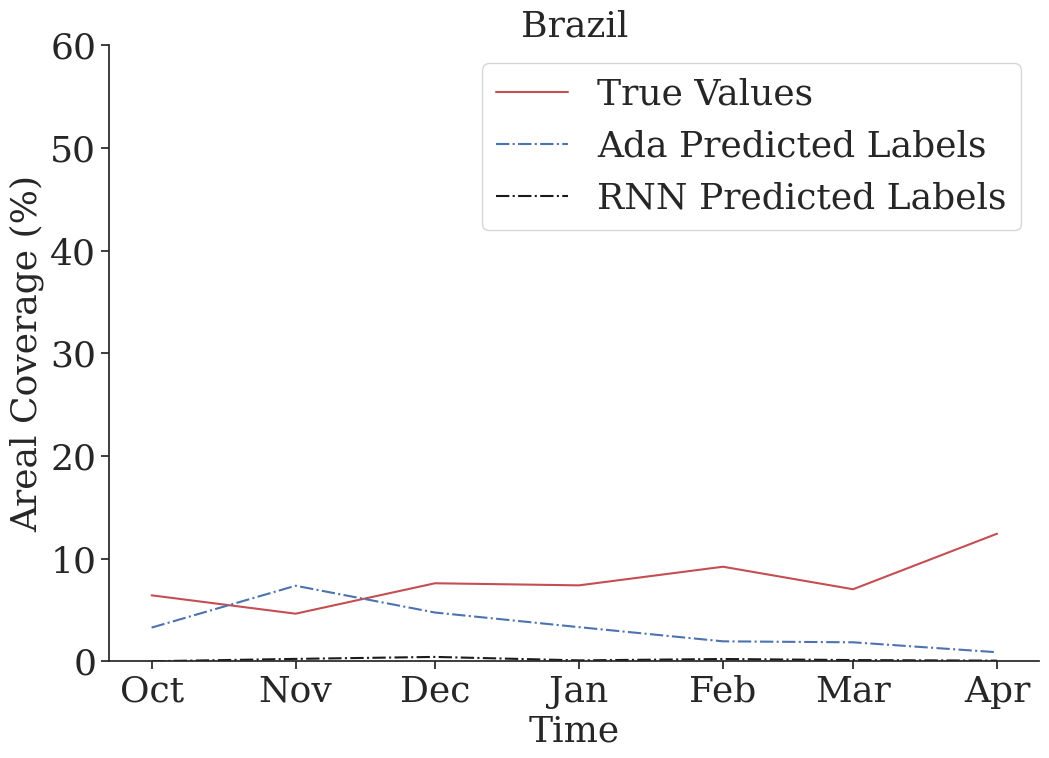 Brazil
True Values
Ada Predicted Labels
RNN Predicted Labels
Areal Coverage (%)
60
50
40
30
20
10
0
Oct Nov Dec Jan Feb Mar Apr
Time